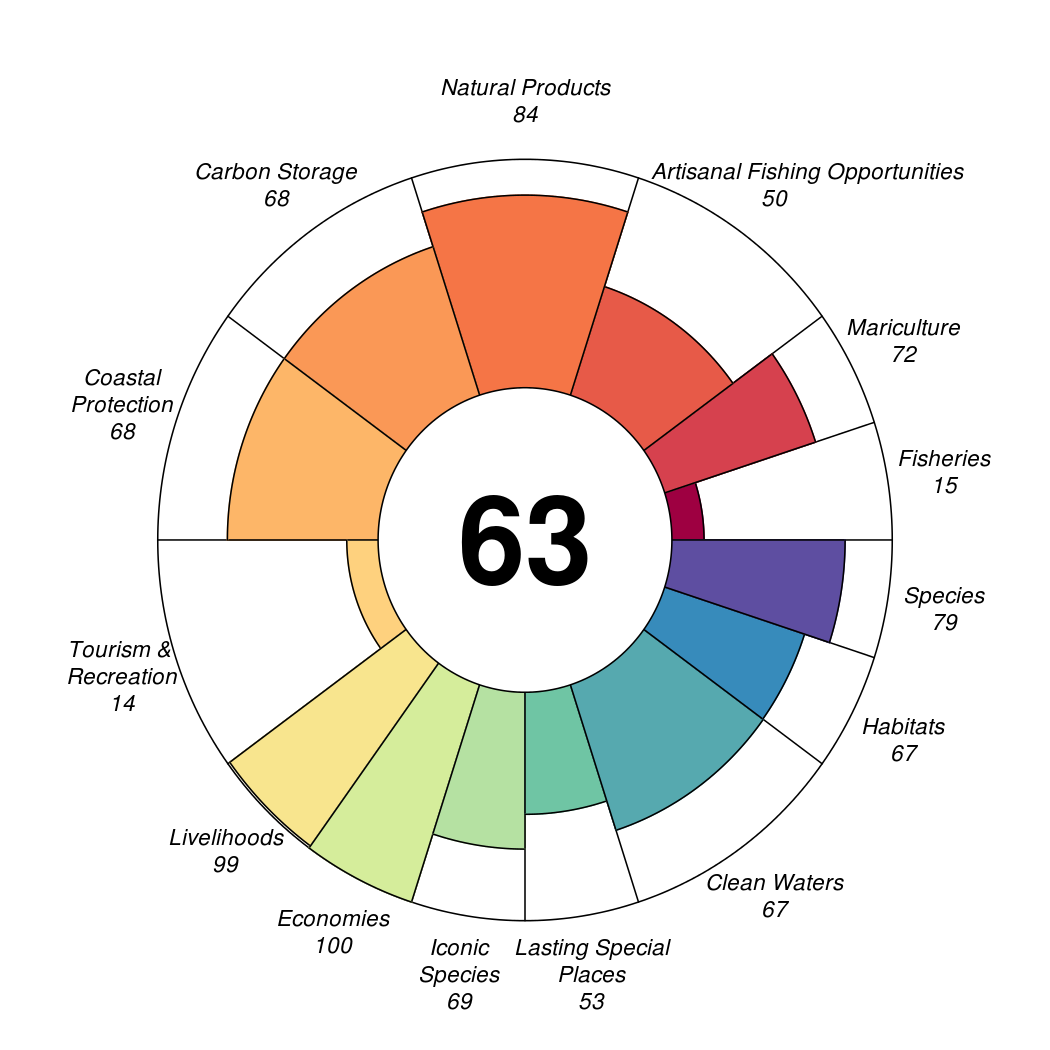 Natural Products
84
Artisanal Fishing Opportunities
50
Carbon Storage
68
Mariculture
72
Coastal
Protection
68
Fisheries
15
63
Species
79
Tourism &
Recreation
14
Habitats
67
Livelihoods
99
Clean Waters
67
Economies
100
Iconic
Species
69
Lasting Special
Places
53